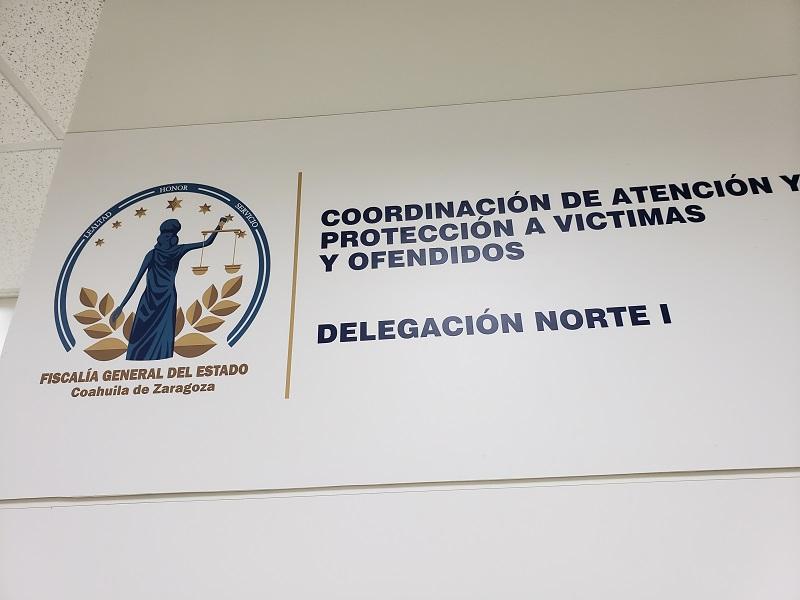 LEALTAD HONOR SERVICIO
FISCALÍA GENERAL DEL ESTADO
Coahuila de Zaragoza
COORDINACIÓN DE ATENCIÓN Y
PROTECCIÓN A VICTIMAS
Y OFENDIDOS
DELEGACIÓN NORTE I